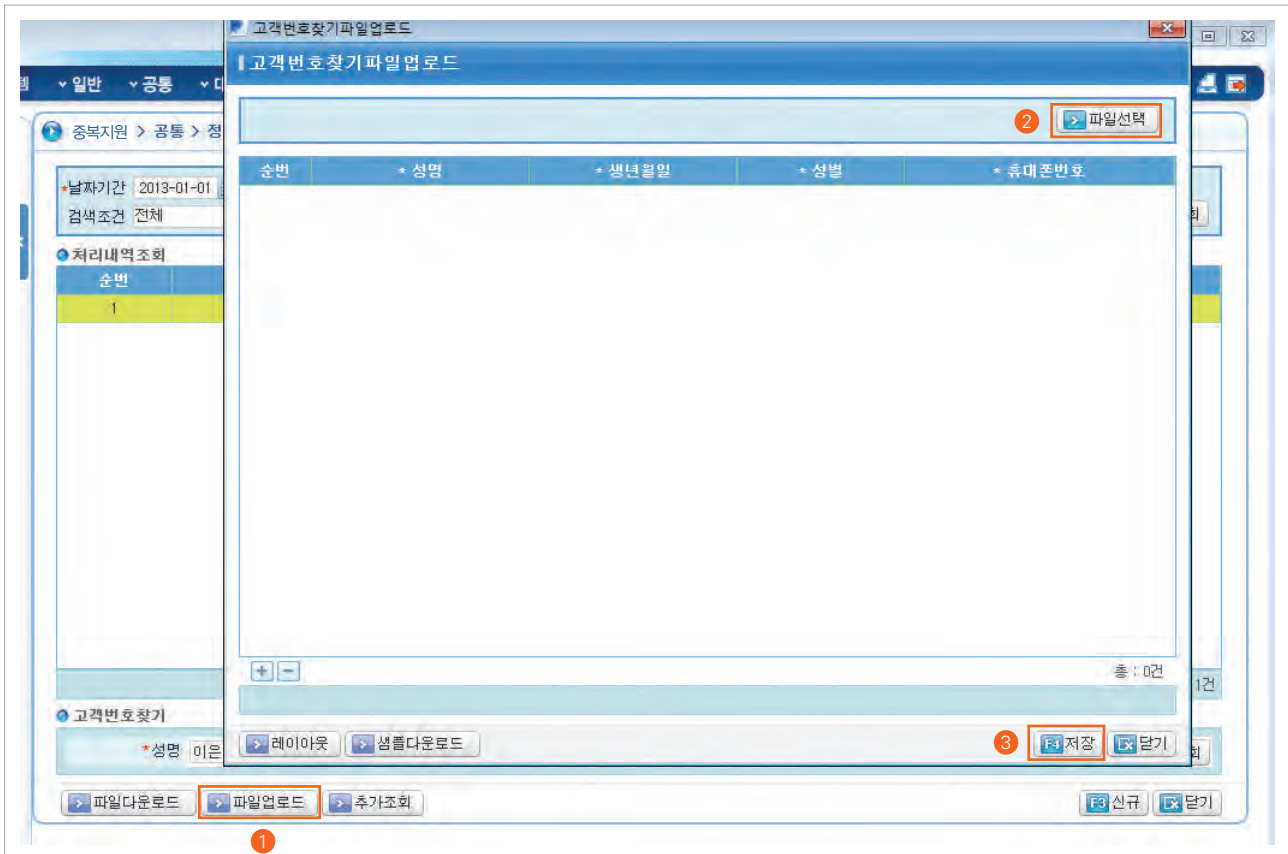 고객번호찾기파일업로드
고객번호찾기파일업로드
일반 공통
중복지원 > 공통 > 정
2 파일선택
순번 * 성명 * 생년월일 * 성별 * 휴대폰번호
*날짜기간 2013-01-01
검색조건 전체
처리내역조회
순번
1
총 : 0건
1건
고객번호찾기
*성명 이은
레이아웃 샘플다운로드 3 F4 저장 닫기
파일다운로드 파일업로드 추가조회 F3 신규 닫기
1